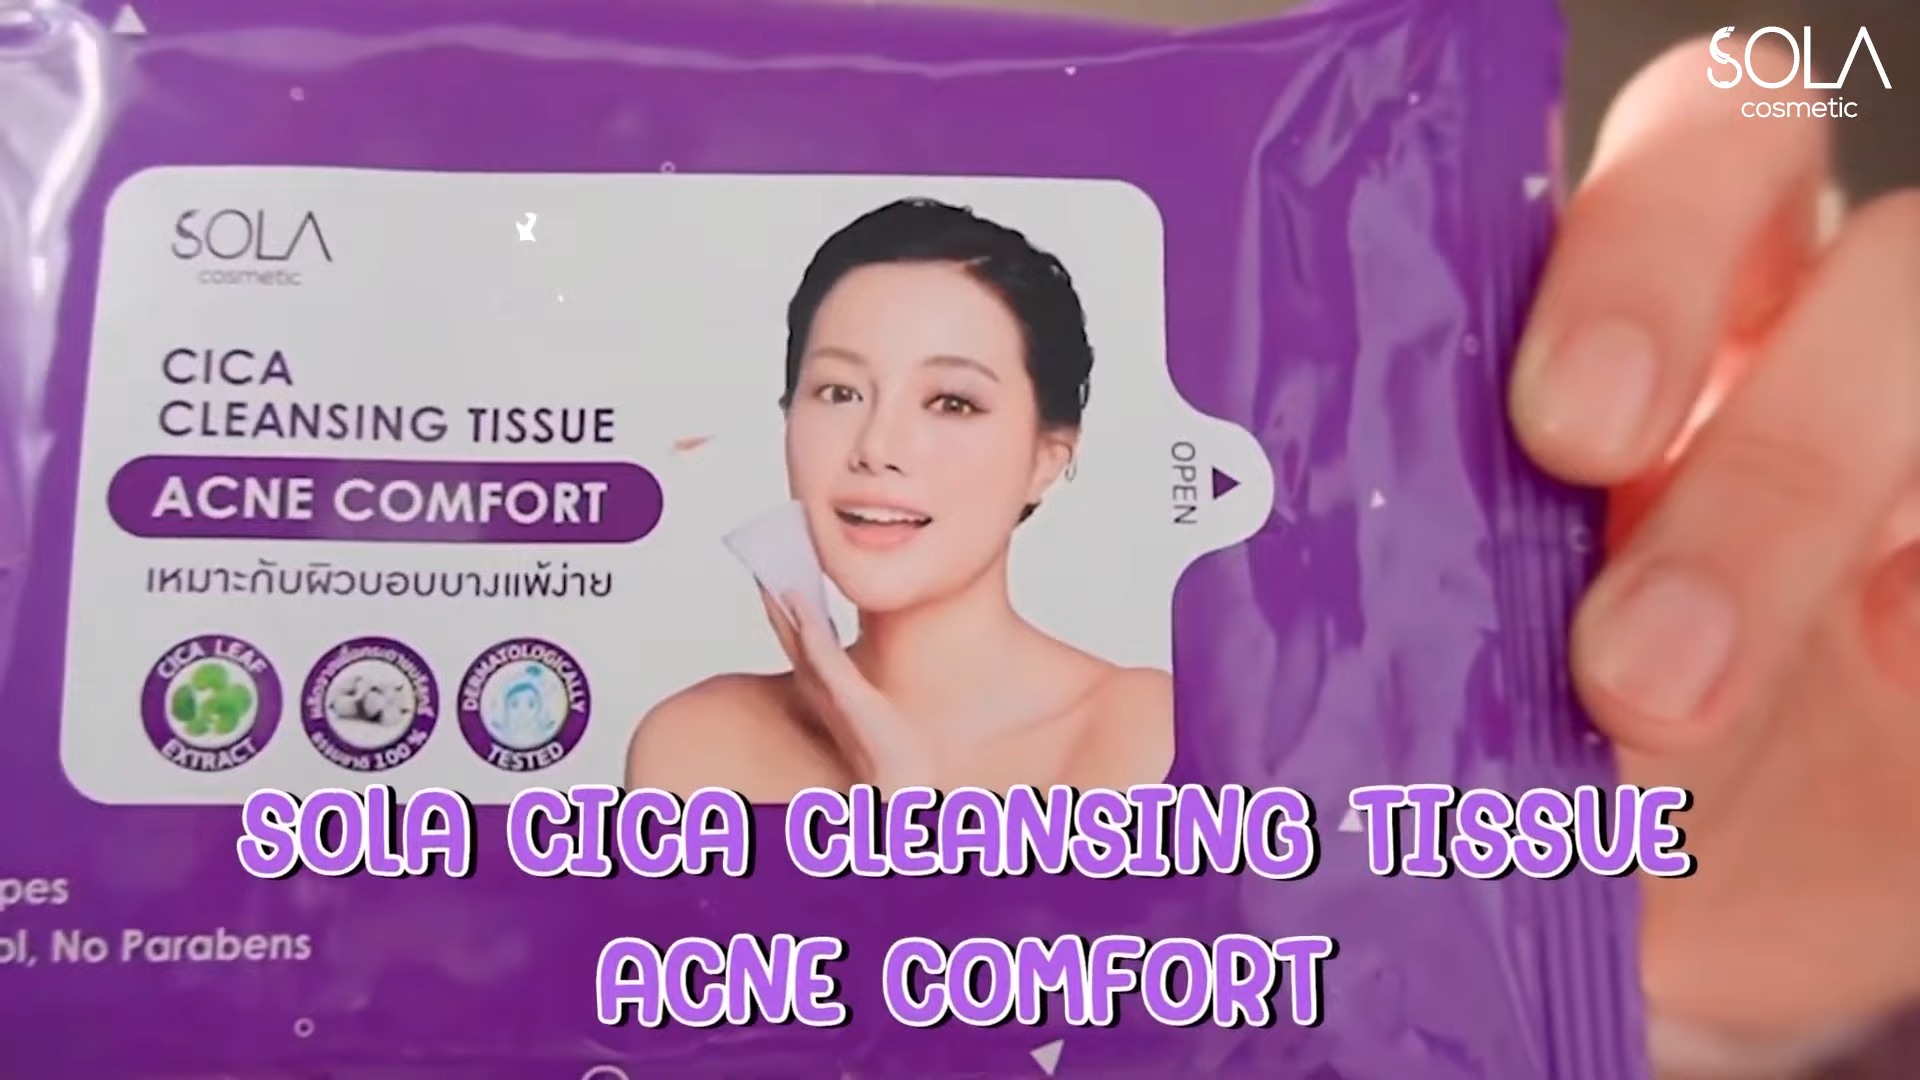 SOLA
cosmetic
SOLA
cosmetic
CICA
CLEANSING TISSUE
ACNE COMFORT
เหมาะกับผิวบอบบางแพ้ง่าย
CICA LEAF
EXTRACT
100%
DERMATOLOGICALLY
TESTED
OPEN
No Parabens
SOLA CICA CLEANSING TISSUE
ACNE COMFORT